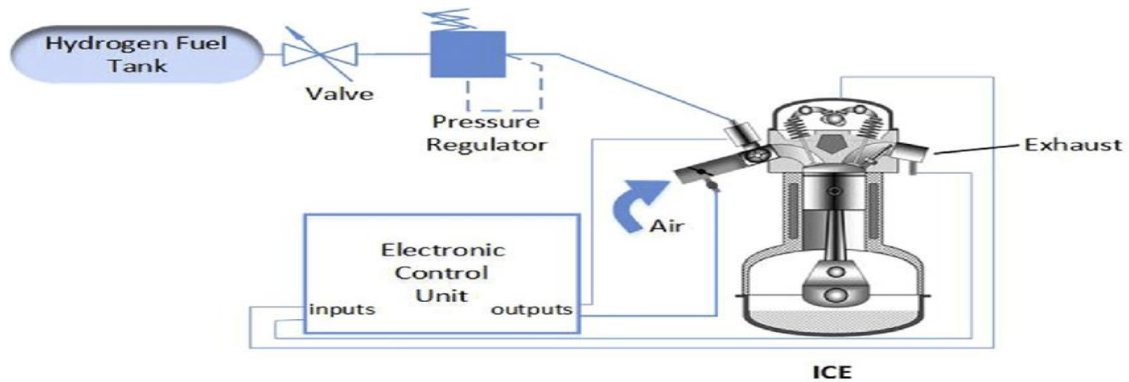 Hydrogen Fuel
Tank
Valve
Pressure
Regulator
Exhaust
Air
Electronic
Control
Unit
inputs outputs
ICE